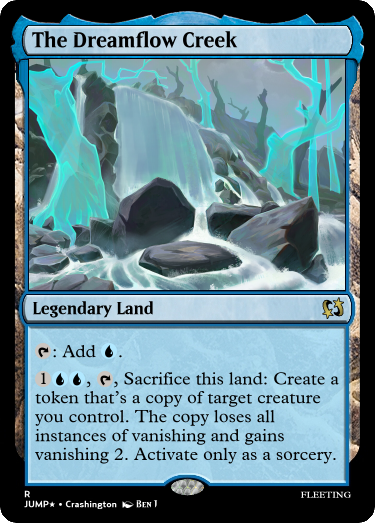 The Dreamflow Creek
Legendary Land
: Add .
1, , Sacrifice this land: Create a
token that's a copy of target creature
you control. The copy loses all
instances of vanishing and gains
vanishing 2. Activate only as a sorcery.
R
JUMP★ • Crashington Ben I
FLEETING